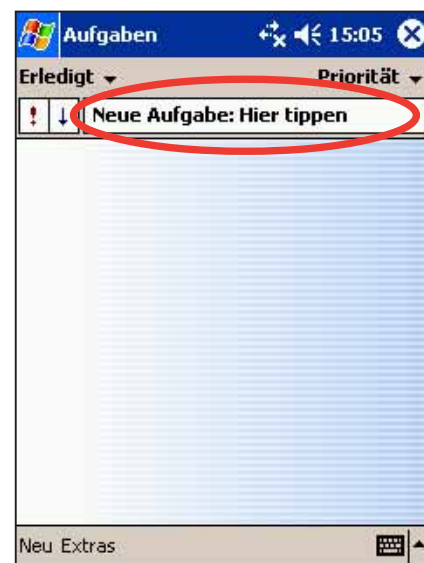 Aufgaben 15:05
Erledigt Priorität
Neue Aufgabe: Hier tippen
Neu Extras